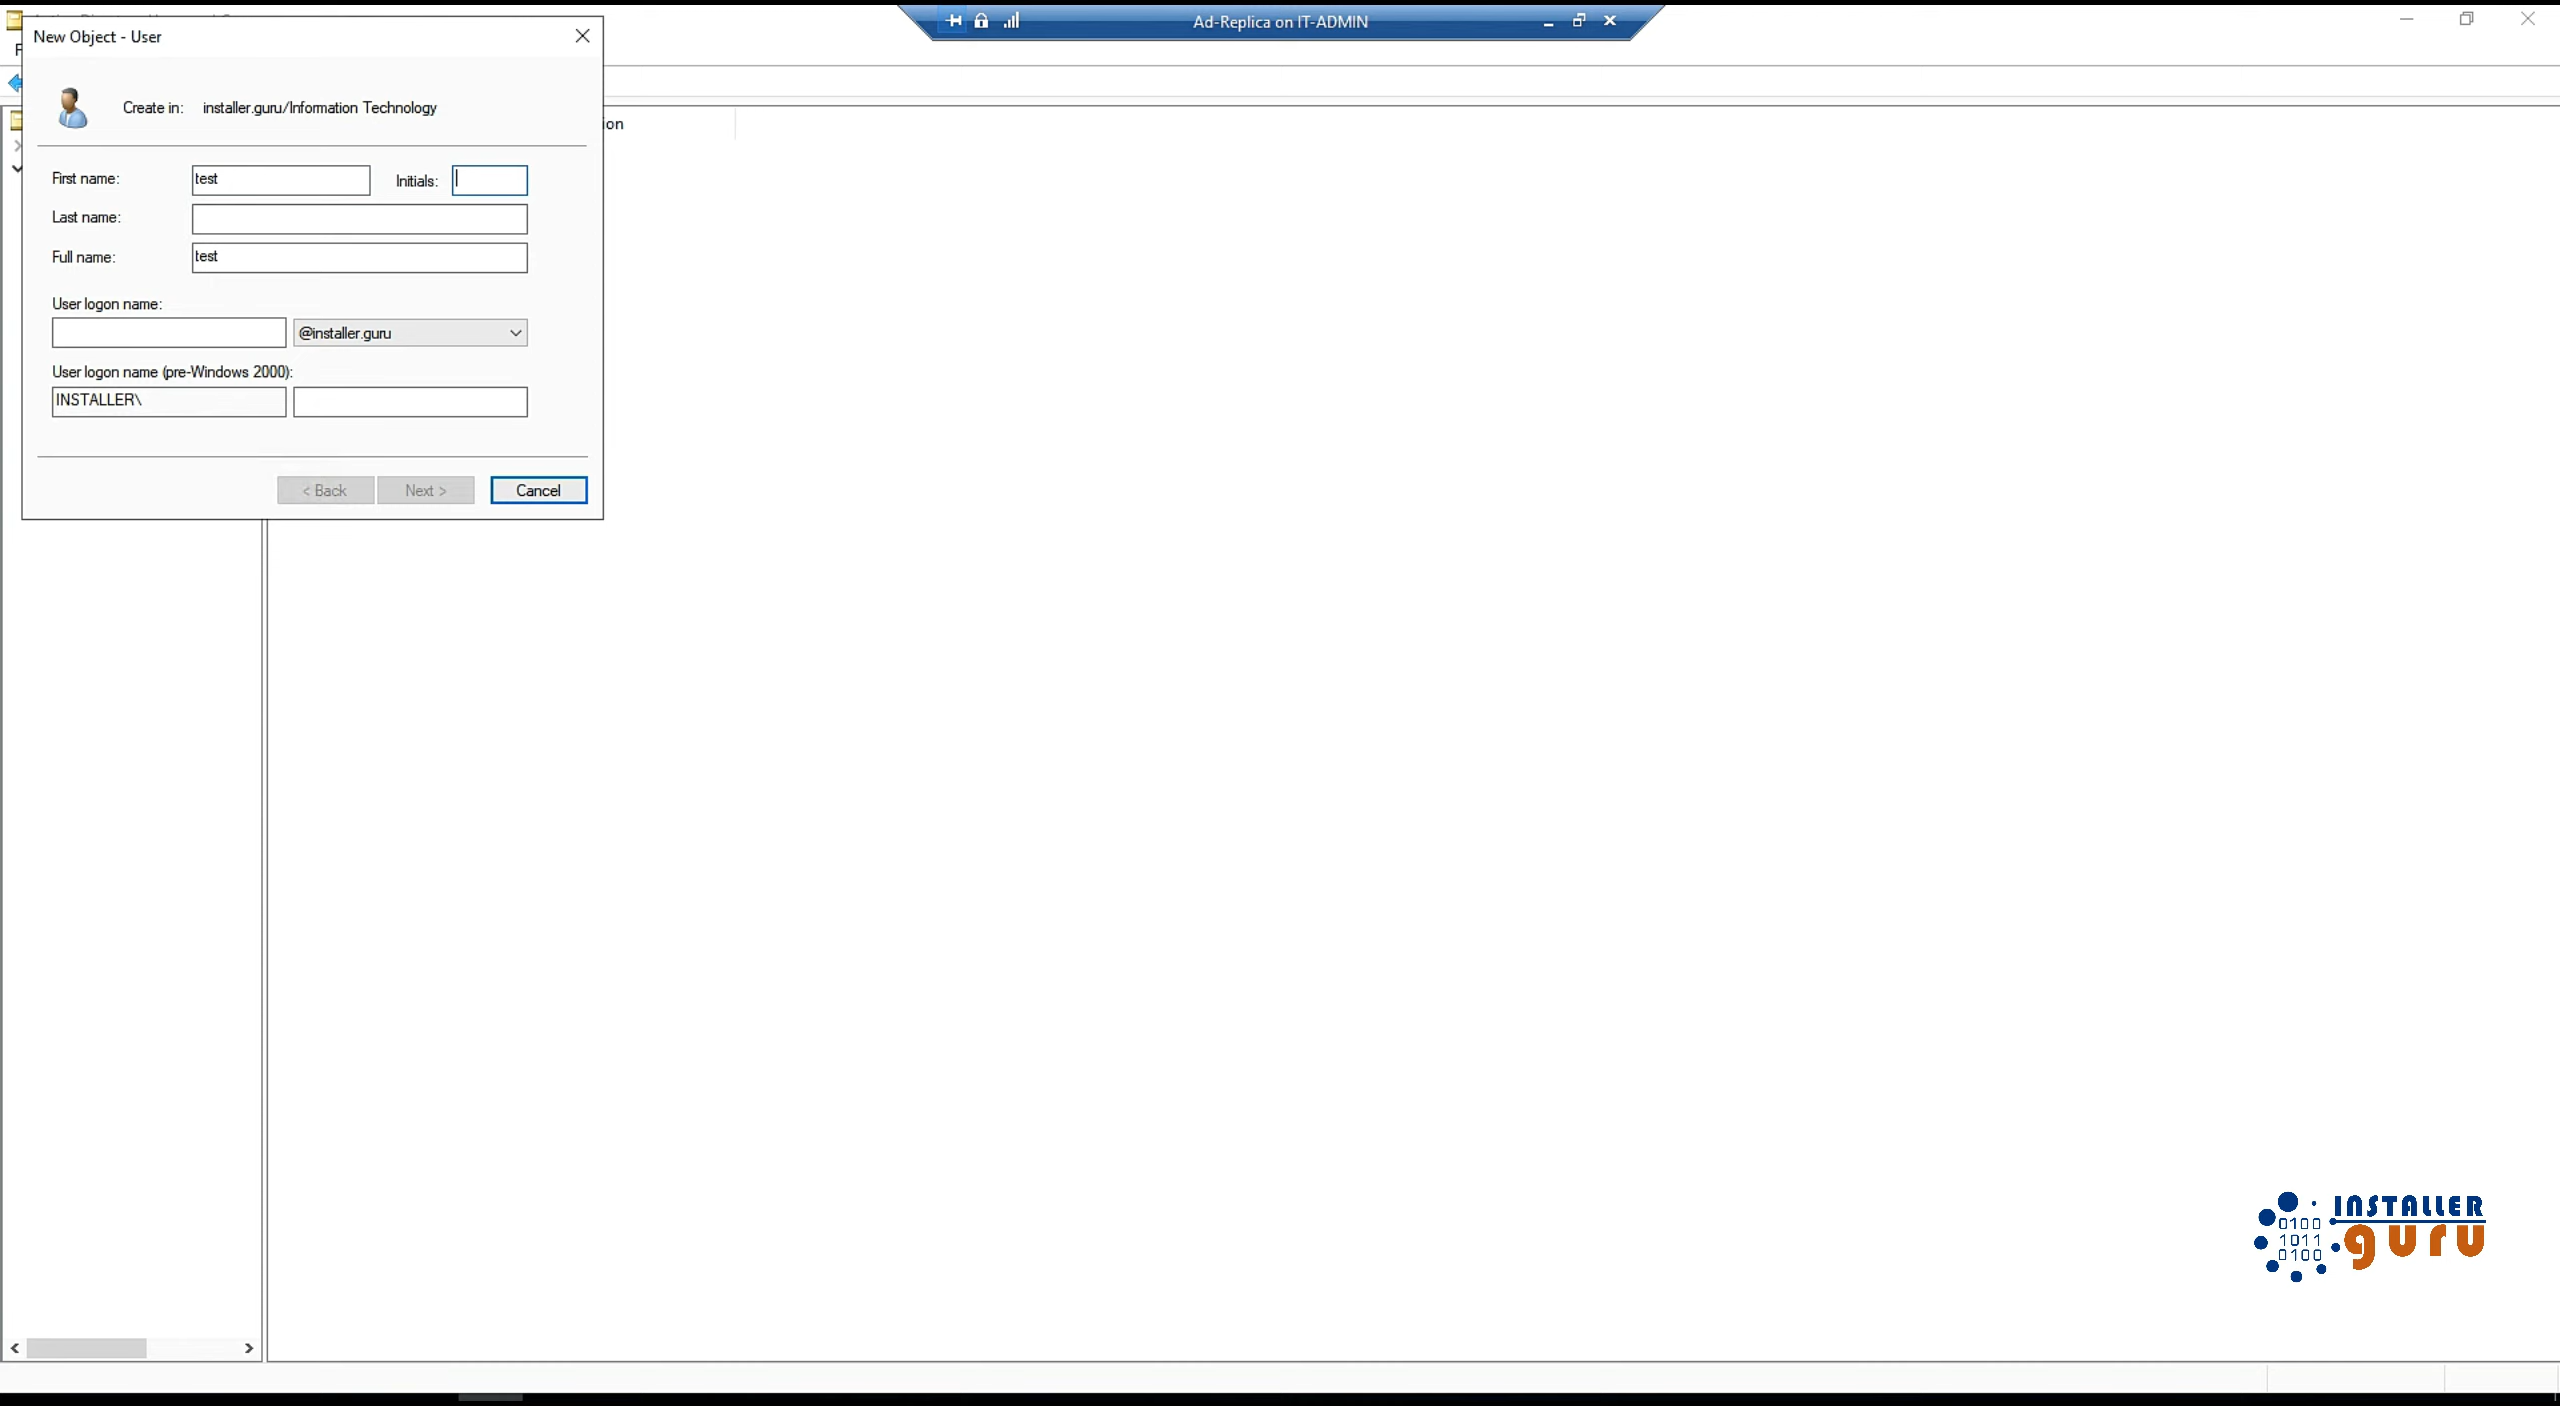 Ad-Replica on IT-ADMIN
New Object - User
Create in: installer.guru/Information Technology
ion
First name: test Initials:
Last name:
Full name: test
User logon name:
@installer.guru
User logon name (pre-Windows 2000):
INSTALLER\
< Back Next > Cancel
INSTALLER
guru
0100
1011
0100